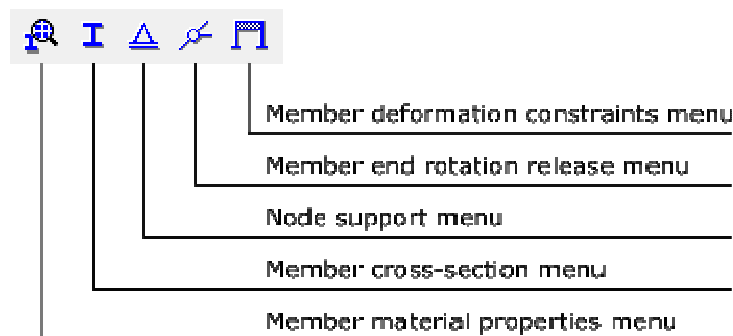 Member deformation constraints menu
Member end rotation release menu
Node support menu
Member cross-section menu
Member material properties menu